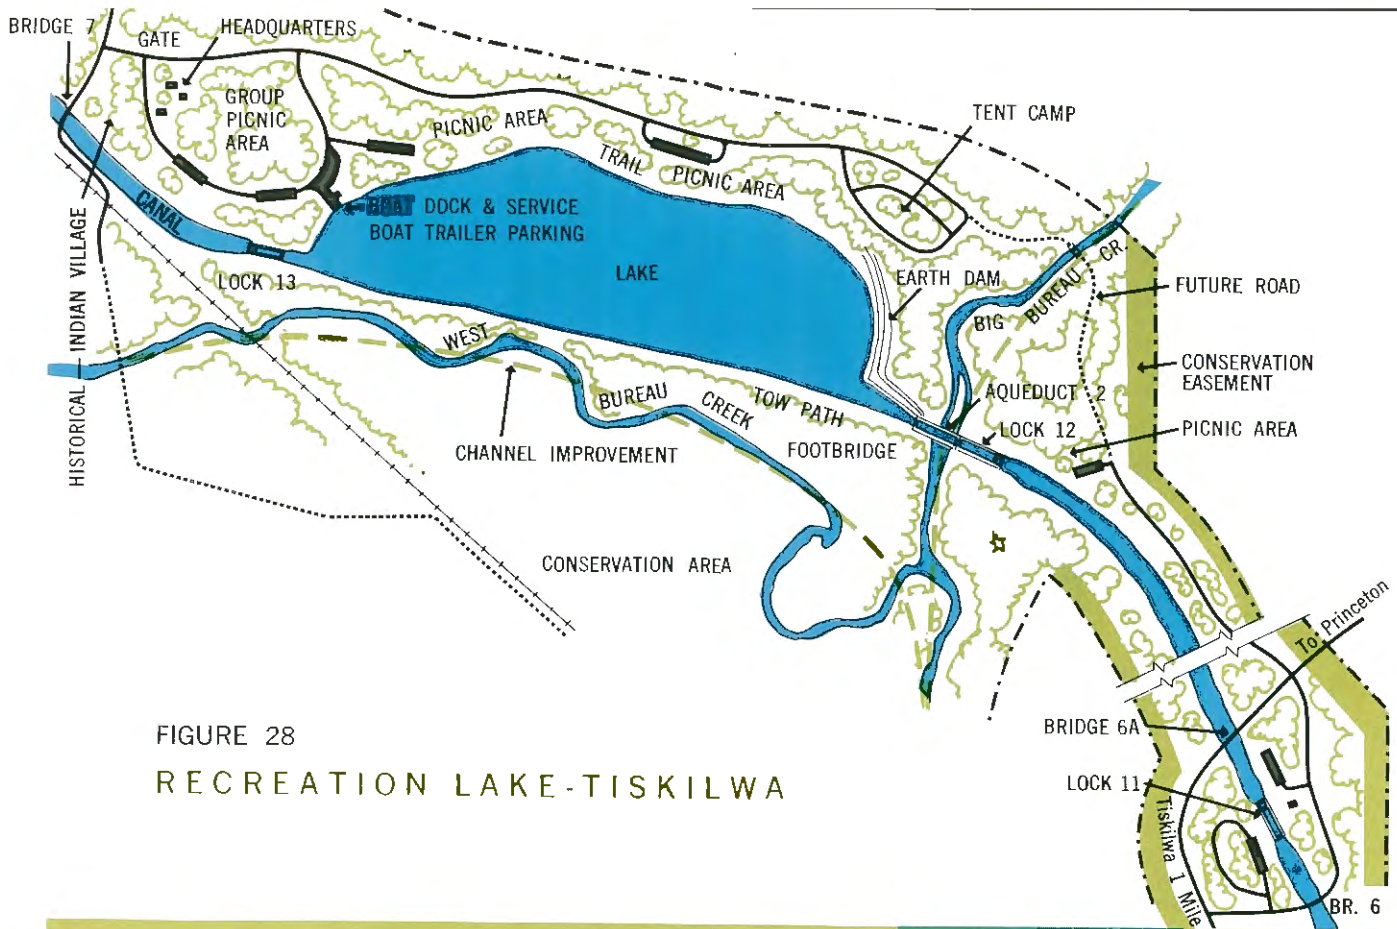 BRIDGE 7
GATE
HEADQUARTERS
GROUP
PICNIC
AREA
PICNIC AREA
TRAIL
PICNIC AREA
TENT CAMP
CANAL
BOAT DOCK & SERVICE
BOAT TRAILER PARKING
HISTORICAL - INDIAN VILLAGE
LOCK 13
LAKE
EARTH DAM
BIG BUREAU CR.
FUTURE ROAD
CONSERVATION
EASEMENT
WEST BUREAU CREEK
TOW PATH
AQUEDUCT 2
LOCK 12
PICNIC AREA
CHANNEL IMPROVEMENT
FOOTBRIDGE
CONSERVATION AREA
To Princeton
BRIDGE 6A
LOCK 11
Tiskilwa 1 Mile
BR. 6
FIGURE 28
RECREATION LAKE-TISKILWA